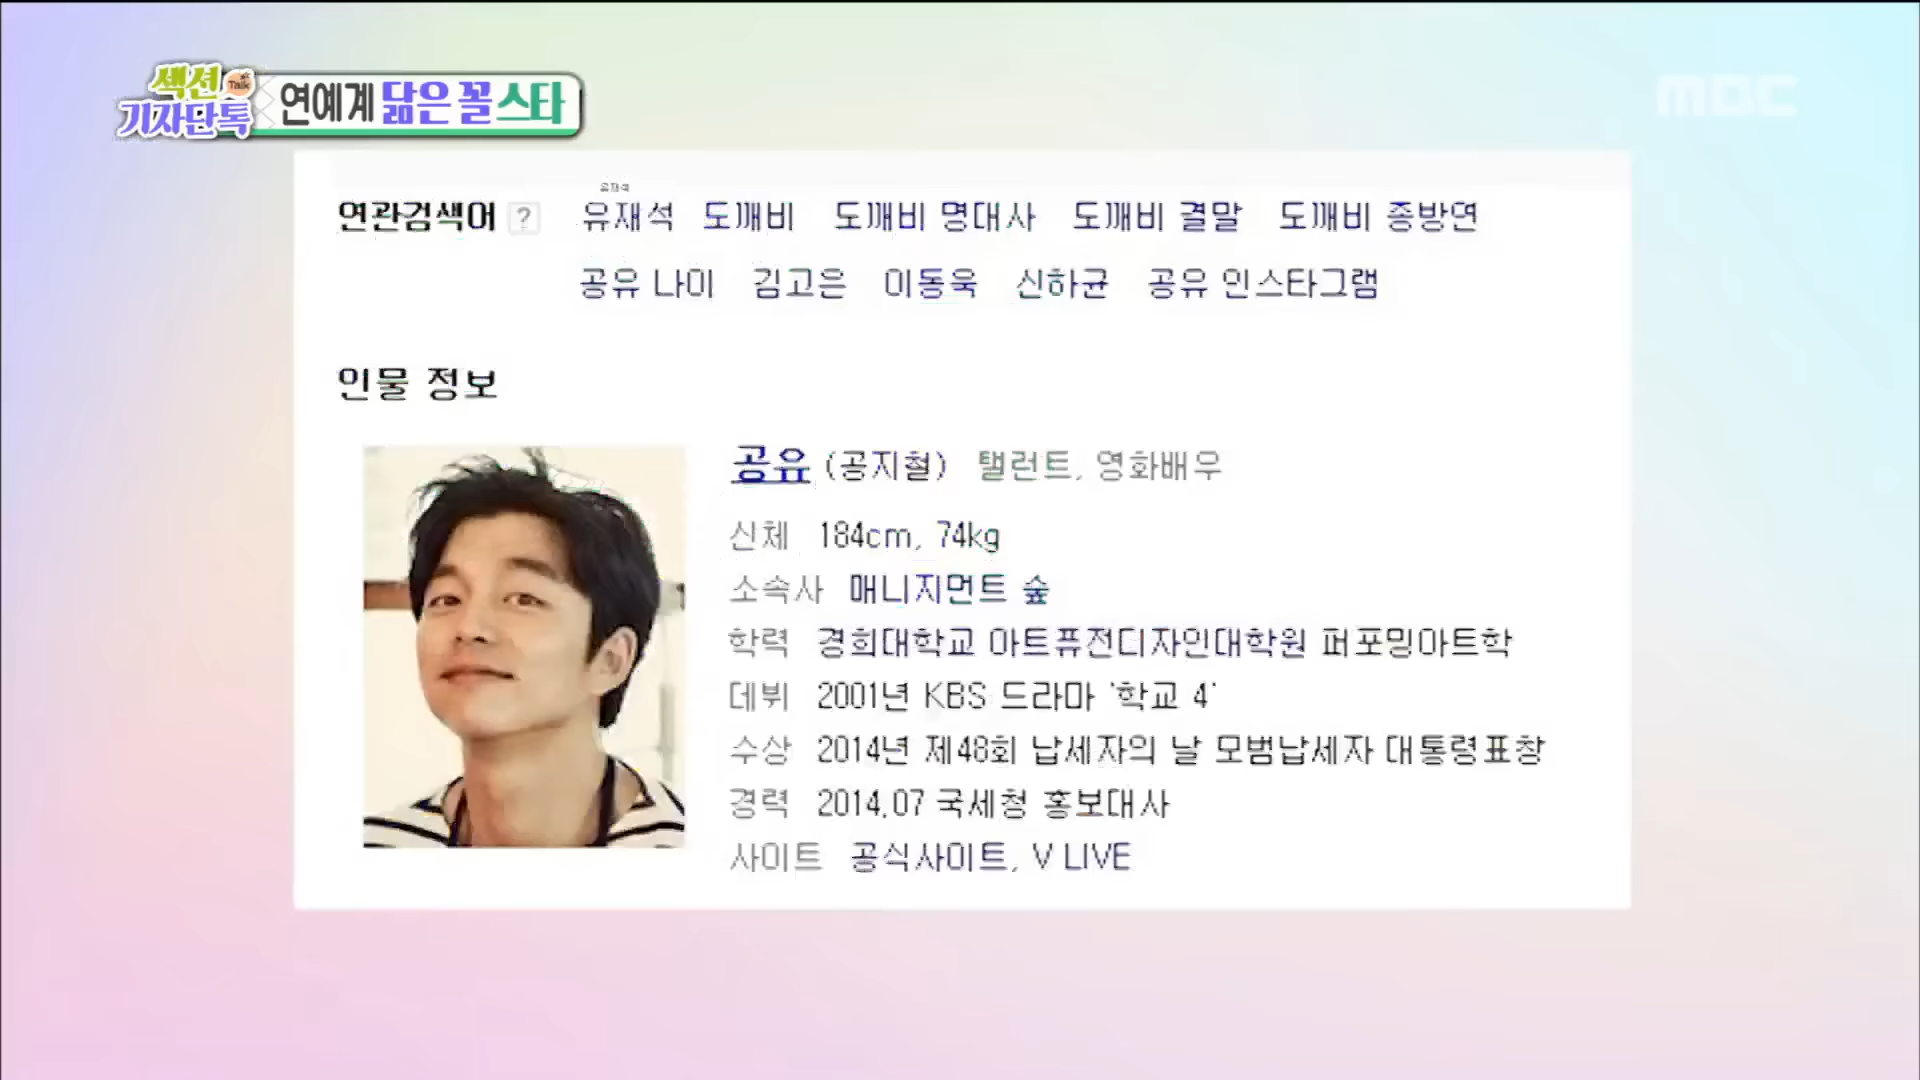 섹션 Talk
기자단톡
연예계 닮은 꼴 스타
MBC
연관검색어 ? 유재석 도깨비 도깨비 명대사 도깨비 결말 도깨비 종방연
공유 나이 김고은 이동욱 신하균 공유 인스타그램
인물 정보
공유 (공지철) 탤런트, 영화배우
신체 184cm, 74kg
소속사 매니지먼트 숲
학력 경희대학교 아트퓨전디자인대학원 퍼포밍아트학
데뷔 2001년 KBS 드라마 '학교 4'
수상 2014년 제48회 납세자의 날 모범납세자 대통령표창
경력 2014.07 국세청 홍보대사
사이트 공식사이트, V LIVE